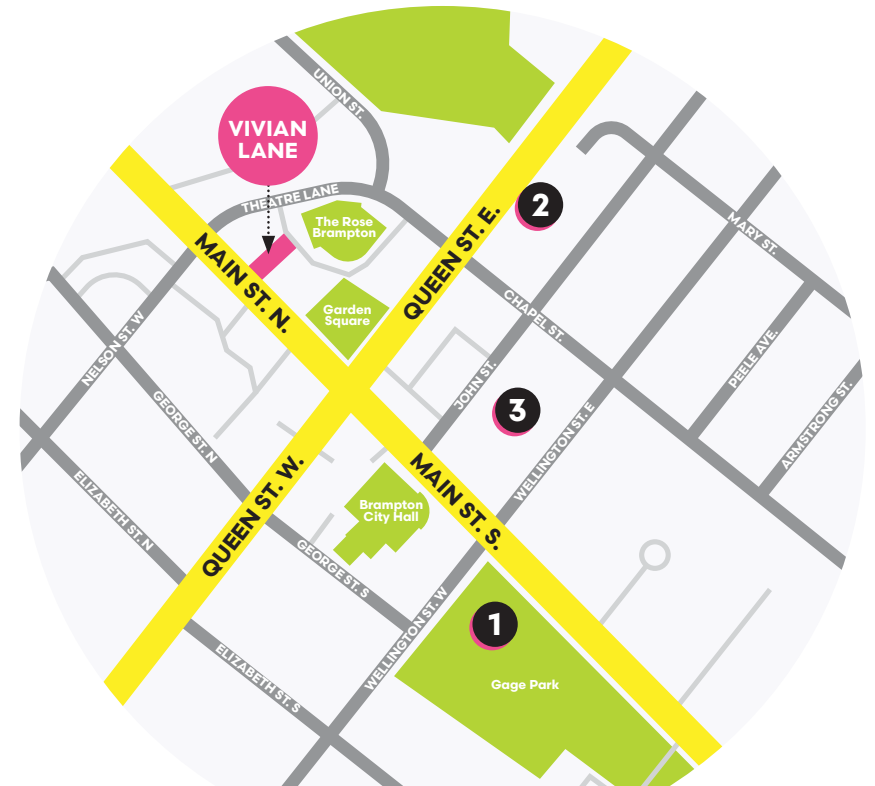 UNION ST.
VIVIAN
LANE
THEATRE LANE
The Rose
Brampton
2
QUEEN ST. E.
MARY ST.
MAIN ST. N.
Garden
Square
CHAPEL ST.
NELSON ST. W
PEELE AVE.
JOHN ST.
3
GEORGE ST. N
ARMSTRONG ST.
WELLINGTON ST. E
MAIN ST. S.
QUEEN ST. W.
Brampton
City Hall
ELIZABETH ST. N
GEORGE ST. S
WELLINGTON ST. W
1
Gage Park
ELIZABETH ST. S